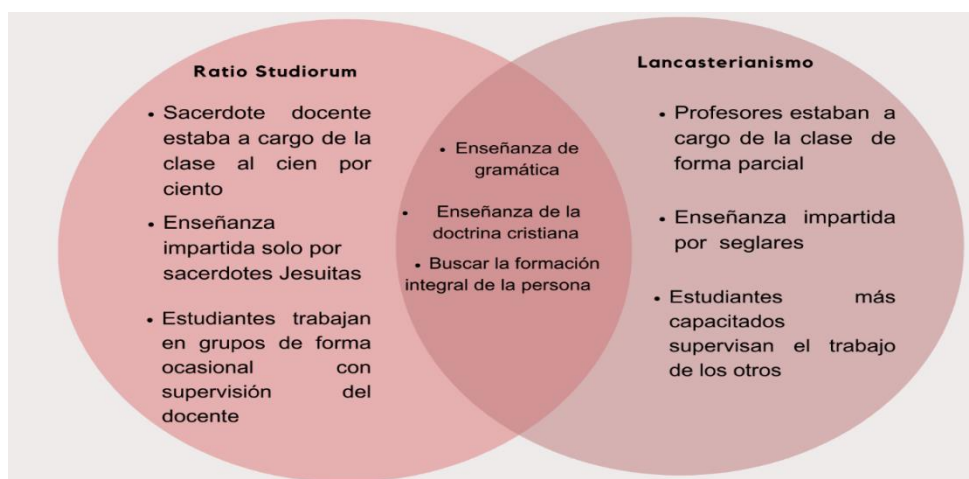 Ratio Studiorum
• Sacerdote docente
estaba a cargo de la
clase al cien por
ciento
• Enseñanza
impartida solo por
sacerdotes Jesuitas
• Estudiantes trabajan
en grupos de forma
ocasional con
supervisión del
docente
• Enseñanza de
gramática
• Enseñanza de la
doctrina cristiana
• Buscar la formación
integral de la persona
Lancasterianismo
• Profesores estaban a
cargo de la clase de
forma parcial
• Enseñanza impartida
por seglares
• Estudiantes más
capacitados
supervisan el trabajo
de los otros